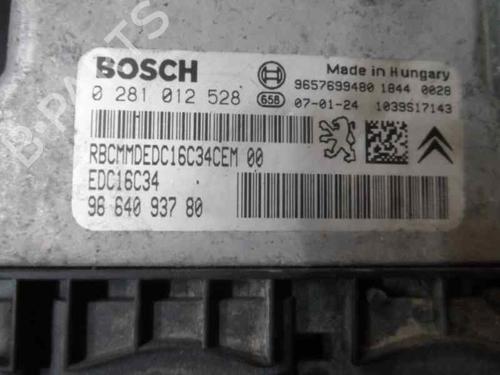 BOSCH
Made in Hungary
9657699480 1844 0028
0 281 012 528
658
07-01-24 1039S17143
RBCMMDEDC16C34CEM 00
EDC16C34
96 640 937 80